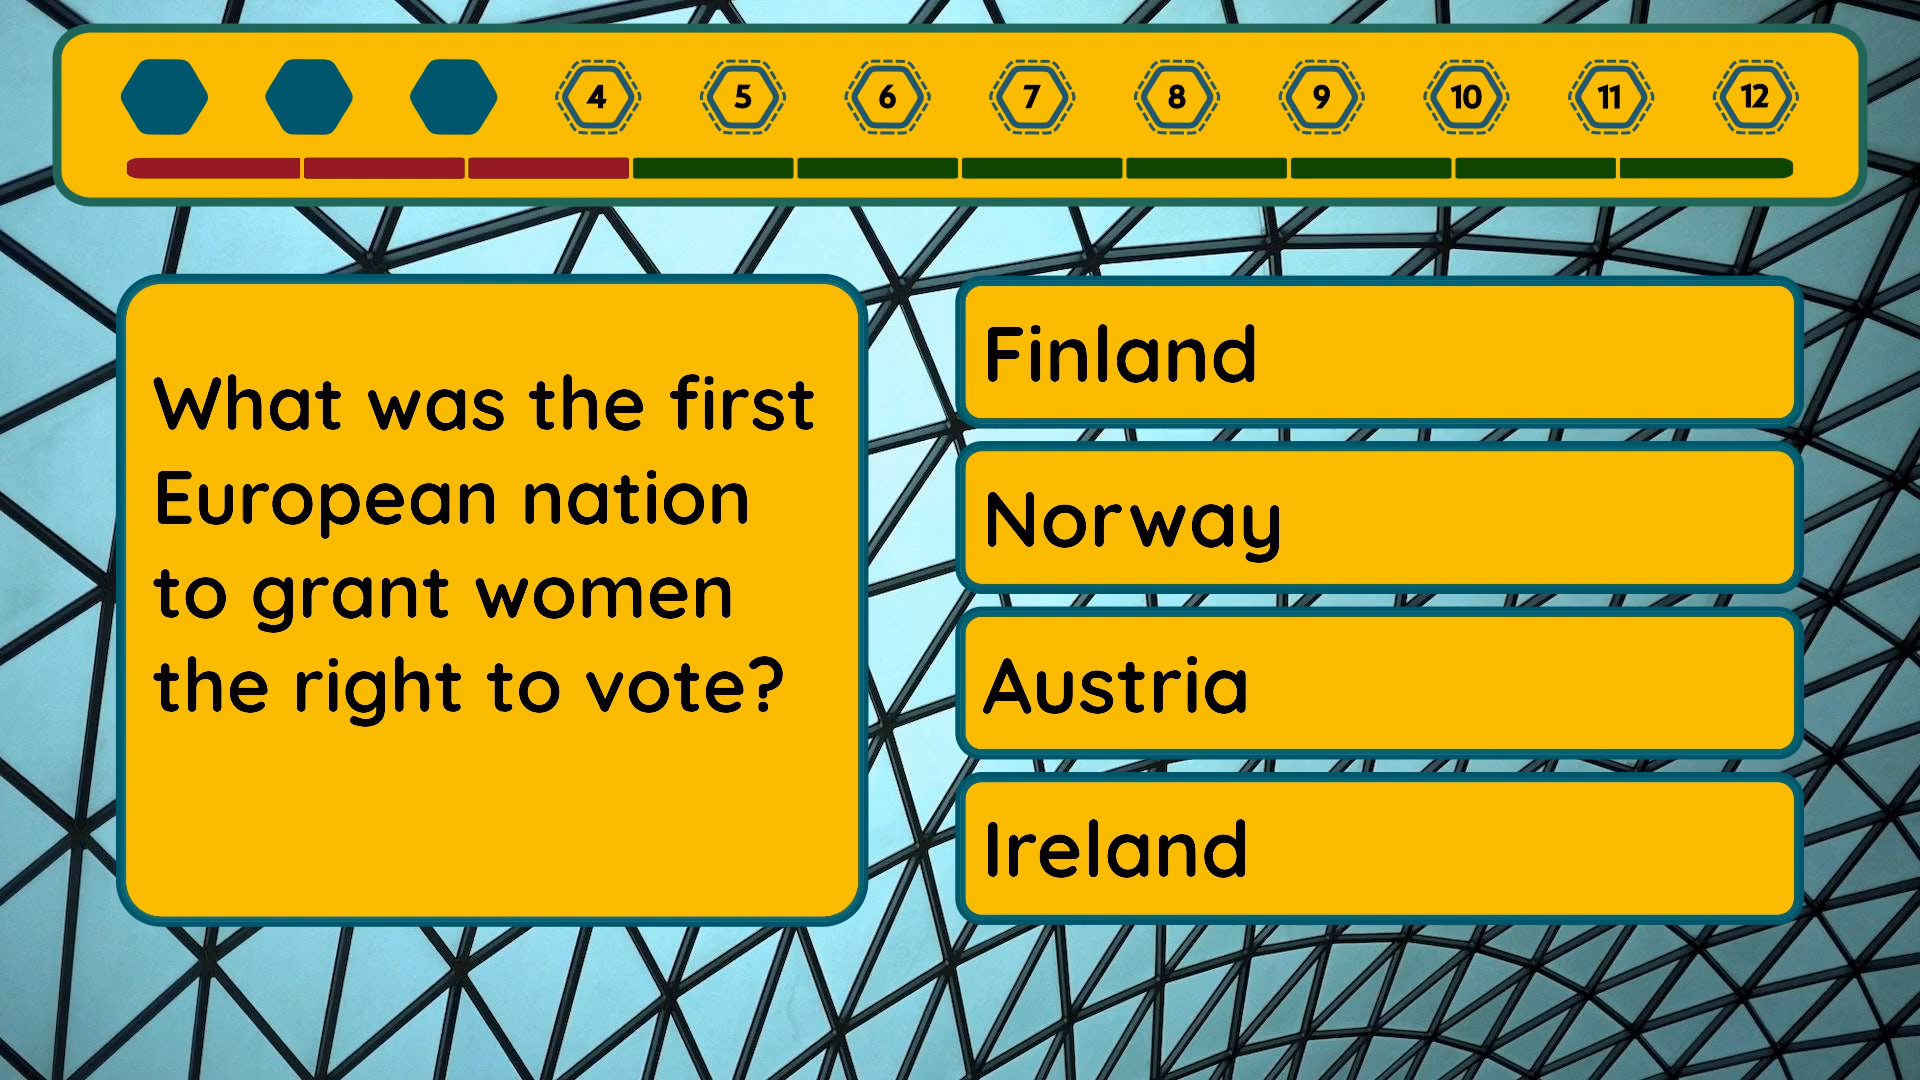 4 5 6 7 8 9 10 11 12
What was the first
European nation
to grant women
the right to vote?
Finland
Norway
Austria
Ireland